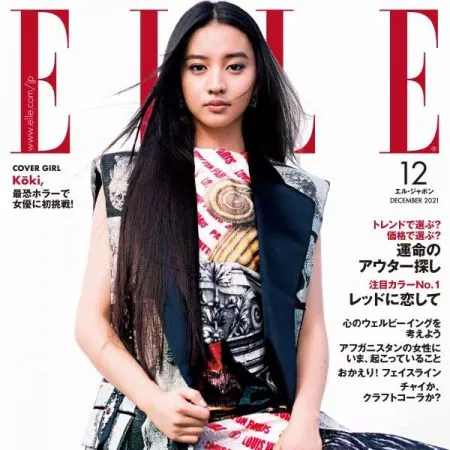 ELLE
www.elle.com/jp
COVER GIRL
Kōki,
最恐ホラーで
女優に初挑戦!
12
エル・ジャポン
DECEMBER 2021
トレンドで選ぶ?
価格で選ぶ?
運命の
アウター探し
注目カラーNo.1
レッドに恋して
心のウェルビーイングを
考えよう
アフガニスタンの女性に
いま、起こっていること
おかえり! フェイスライン
チャイか、
クラフトコーラか?
LOUIS